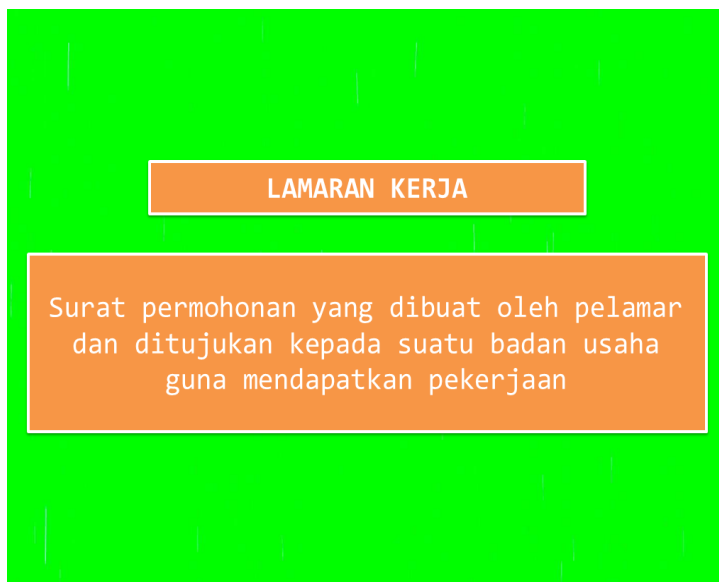 LAMARAN KERJA
Surat permohonan yang dibuat oleh pelamar
dan ditujukan kepada suatu badan usaha
guna mendapatkan pekerjaan